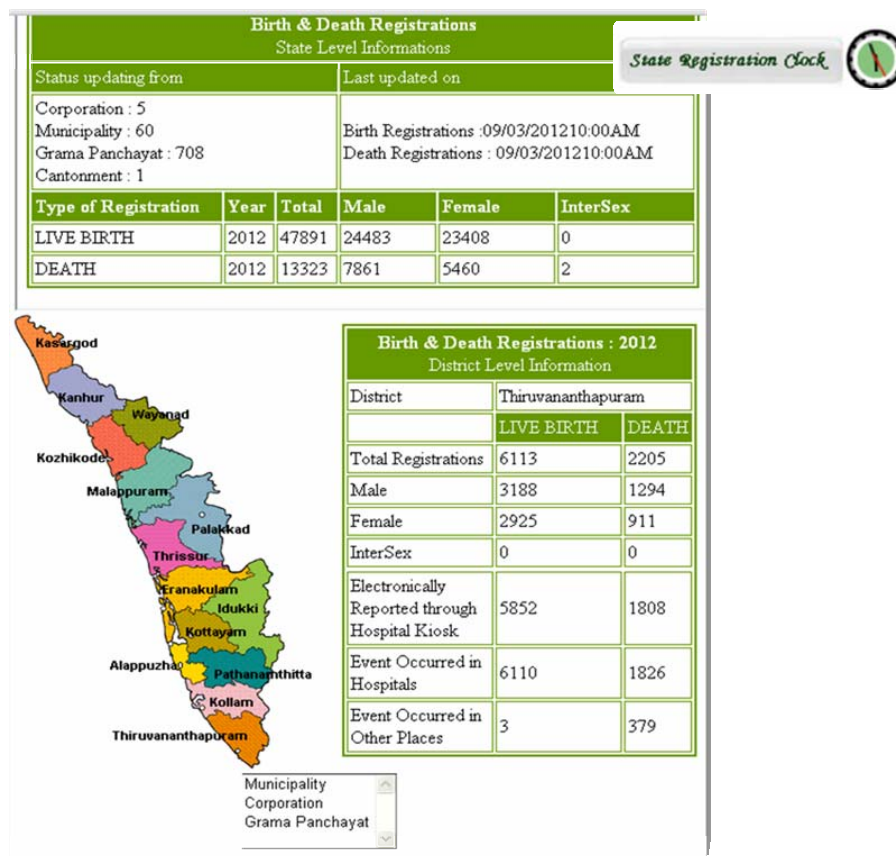 Birth & Death Registrations
State Level Informations
State Registration Clock
Status updating from Last updated on
Corporation : 5
Municipality : 60
Grama Panchayat : 708
Cantonment : 1
Birth Registrations :09/03/201210:00AM
Death Registrations : 09/03/201210:00AM
Type of Registration Year Total Male Female InterSex
LIVE BIRTH 2012 47891 24483 23408 0
DEATH 2012 13323 7861 5460 2
Kasargod
Kanhur
Wayanad
Kozhikode
Malappuram
Palakkad
Thrissur
Eranakulam
Idukki
Kottayam
Alappuzha
Pathanamthitta
Kollam
Thiruvananthapuram
Birth & Death Registrations : 2012
District Level Information
District Thiruvananthapuram
LIVE BIRTH DEATH
Total Registrations 6113 2205
Male 3188 1294
Female 2925 911
InterSex 0 0
Electronically
Reported through 5852 1808
Hospital Kiosk
Event Occurred in
Hospitals 6110 1826
Event Occurred in
Other Places 3 379
Municipality
Corporation
Grama Panchayat